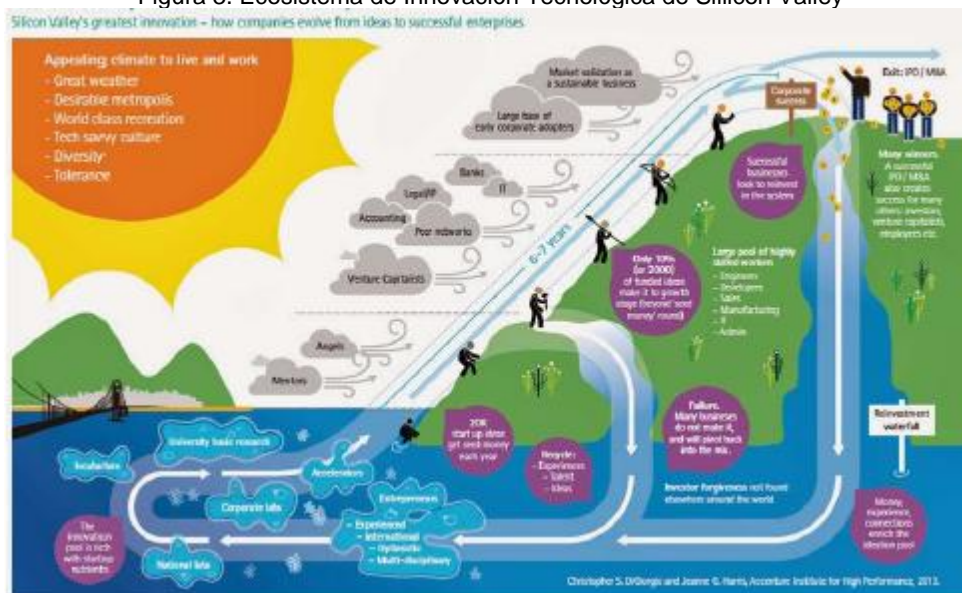 Figura 3. Ecosistema de Innovación Tecnológica de Silicon Valley
Silicon Valley's greatest innovation – how companies evolve from ideas to successful enterprises
Appealing climate to live and work
- Great weather
- Desirable metropolis
- World class recreation
- Tech savvy culture
- Diversity
- Tolerance
Market validation as
a sustainable business
Large base of
early corporate adopters
Banks
IT
Legal/IP
Accounting
Peer networks
Venture Capitalists
Angels
Mentors
6-7 years
Corporate
success
Exit: IPO / M&A
Many winners.
A successful
IPO / M&A
also creates
success for many
others: investors,
venture capitalists,
employees etc.
Successful
businesses
look to reinvest
in the system
Only 10%
(or 2000)
of funded ideas
make it to growth
stage (beyond 'seed
money' round)
Large pool of highly
skilled workers
- Engineers
- Developers
- Sales
- Manufacturing
- IT
- Admin
20K
start up ideas
get seed money
each year
Recycle:
- Experiences
- Talent
- Ideas
Failure.
Many busineses
do not make it,
and will pivot back
into the mix.
Investor forgiveness not found
elsewhere around the world
Reinvestment
waterfall
Money,
experience,
connections
enrich the
ideation pool
University basic research
Incubators
Accelerators
Corporate labs
Entrepreneurs
- Experienced
- International
- Optimistic
- Multi-disciplinary
National labs
The
innovation
pool is rich
with startup
nutrients
Christopher S. DiGiorgio and Jeanne G. Harris, Accenture Institute for High Performance, 2013.